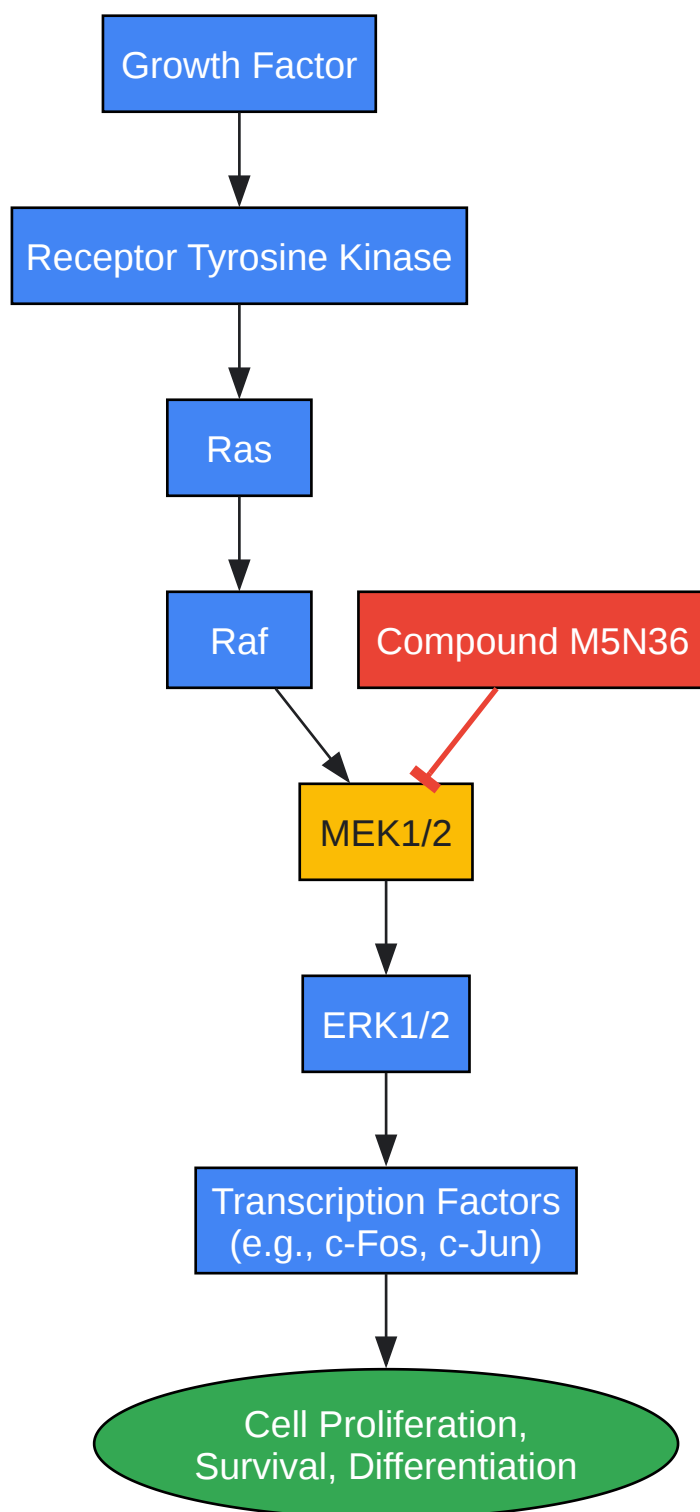 Growth Factor
Receptor Tyrosine Kinase
Ras
Raf
Compound M5N36
MEK1/2
ERK1/2
Transcription Factors
(e.g., c-Fos, c-Jun)
Cell Proliferation,
Survival, Differentiation